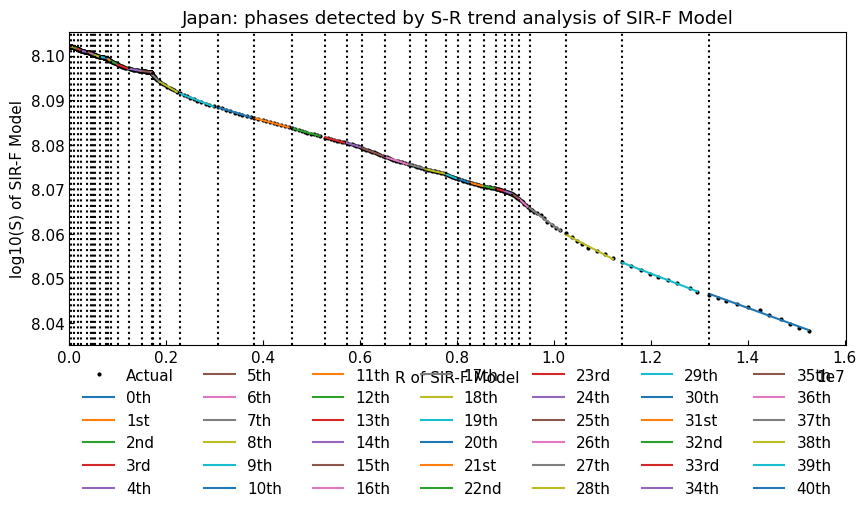 Japan: phases detected by S-R trend analysis of SIR-F Model
log10(S) of SIR-F Model
8.10
8.09
8.08
8.07
8.06
8.05
8.04
0.0 0.2 0.4 0.6 0.8 1.0 1.2 1.4 1.6
R of SIR-F Model
1e7
Actual 5th 11th 17th 23rd 29th 35th
0th 6th 12th 18th 24th 30th 36th
1st 7th 13th 19th 25th 31st 37th
2nd 8th 14th 20th 26th 32nd 38th
3rd 9th 15th 21st 27th 33rd 39th
4th 10th 16th 22nd 28th 34th 40th